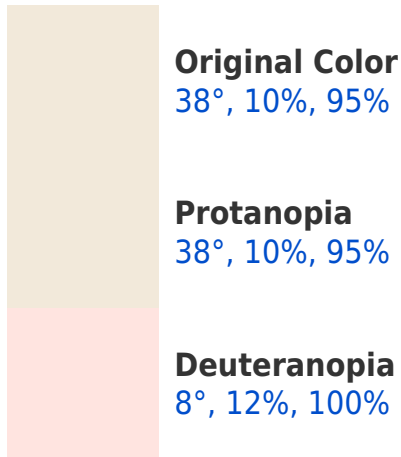 Original Color
38°, 10%, 95%
Protanopia
38°, 10%, 95%
Deuteranopia
8°, 12%, 100%